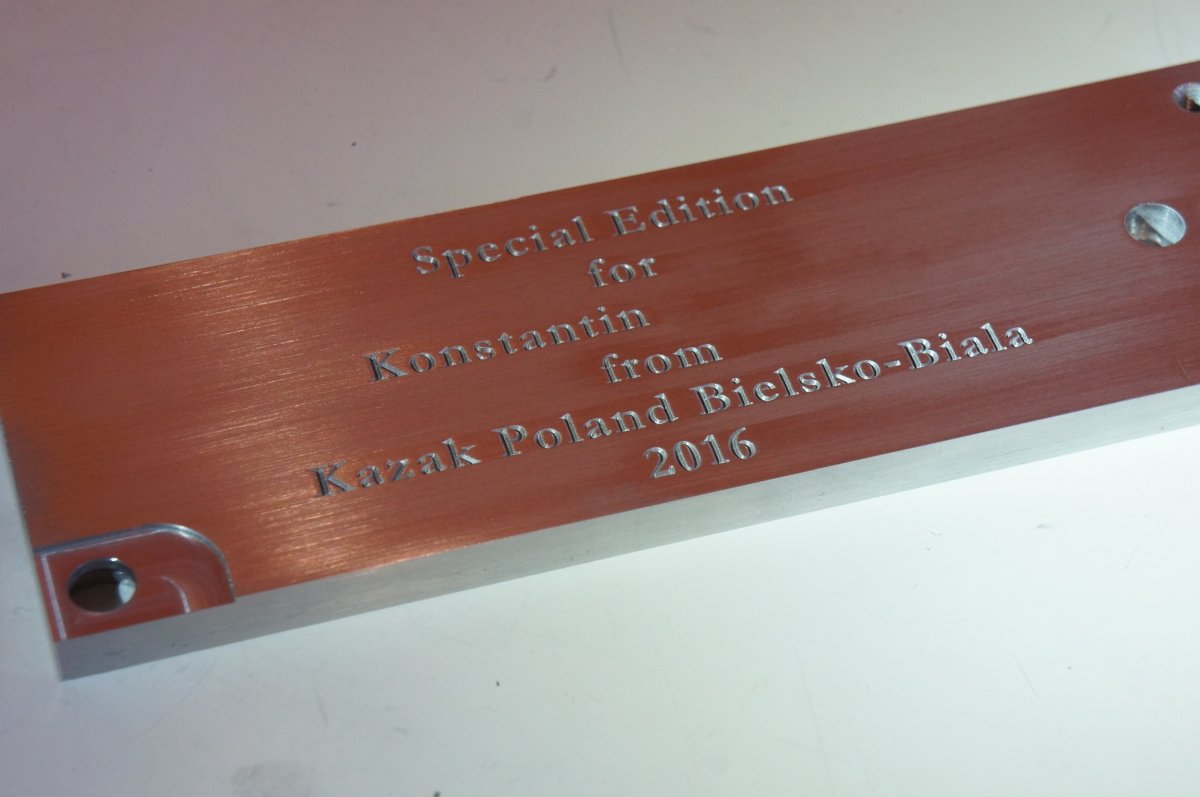 Special Edition
for
Konstantin
from
Kazak Poland Bielsko-Biala
2016